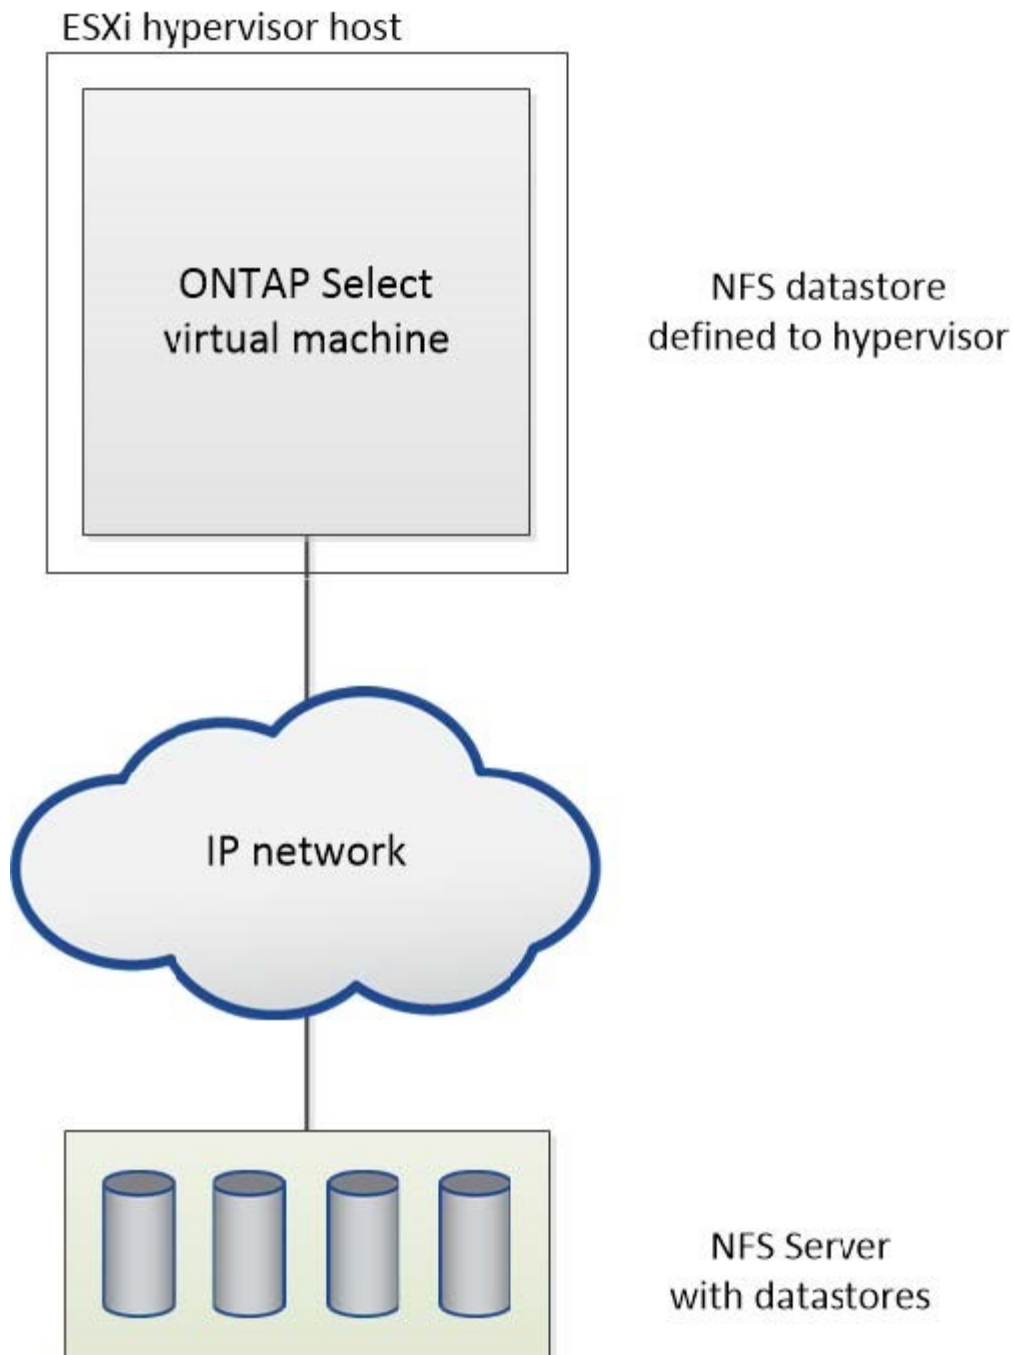 ESXi hypervisor host
ONTAP Select
virtual machine
NFS datastore
defined to hypervisor
IP network
NFS Server
with datastores